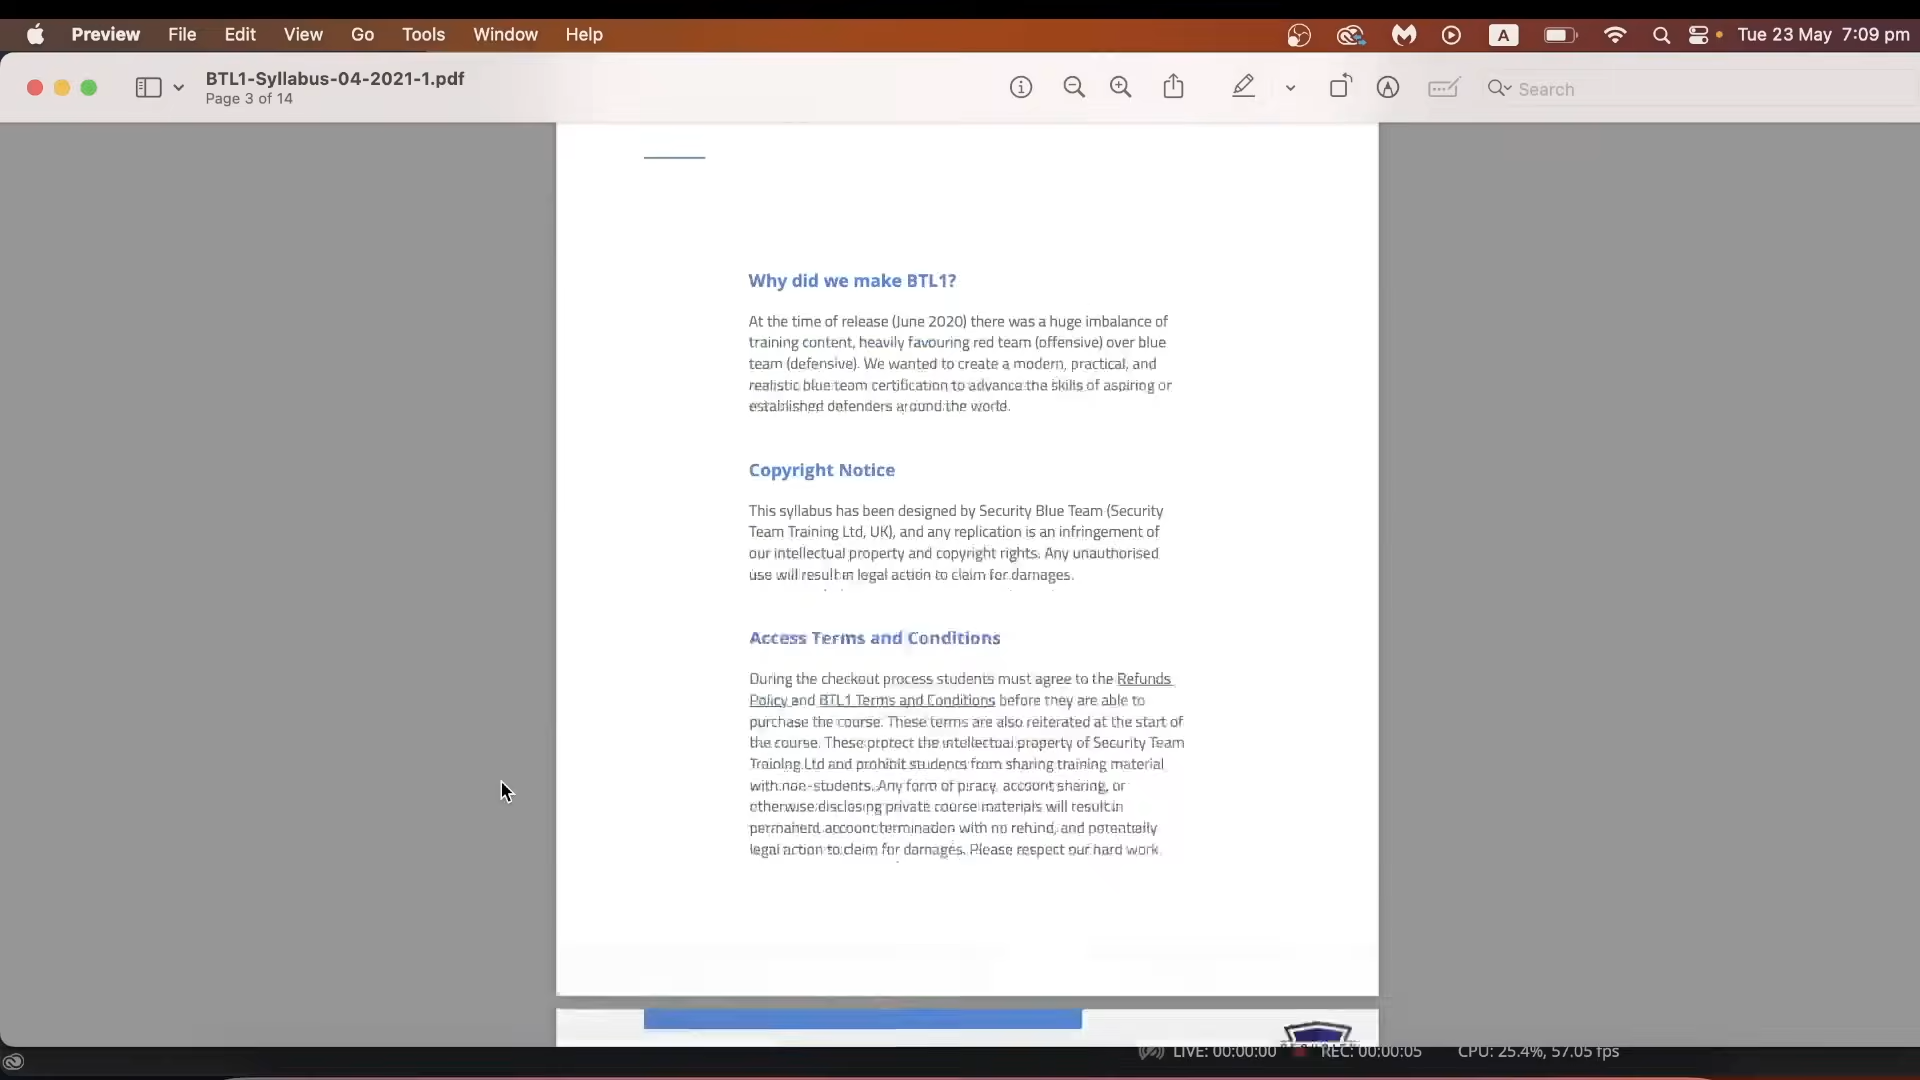 Preview File Edit View Go Tools Window Help A Tue 23 May 7:09 pm
BTL1-Syllabus-04-2021-1.pdf
Page 3 of 14
Search
Why did we make BTL1?
At the time of release (June 2020) there was a huge imbalance of
training content, heavily favouring red team (offensive) over blue
team (defensive). We wanted to create a modern, practical, and
realistic blue team certification to advance the skills of aspiring or
established defenders around the world.
Copyright Notice
This syllabus has been designed by Security Blue Team (Security
Team Training Ltd, UK), and any replication is an infringement of
our intellectual property and copyright rights. Any unauthorised
use will result in legal action to claim for damages.
Access Terms and Conditions
During the checkout process students must agree to the Refunds
Policy and BTL1 Terms and Conditions before they are able to
purchase the course. These terms are also reiterated at the start of
the course. These protect the intellectual property of Security Team
Training Ltd and prohibit students from sharing training material
with non-students. Any form of piracy, account sharing, or
otherwise disclosing private course materials will result in
permanent account termination with no refund, and potentially
legal action to claim for damages. Please respect our hard work
LIVE: 00:00:00 REC: 00:00:05 CPU: 25.4%, 57.05 fps